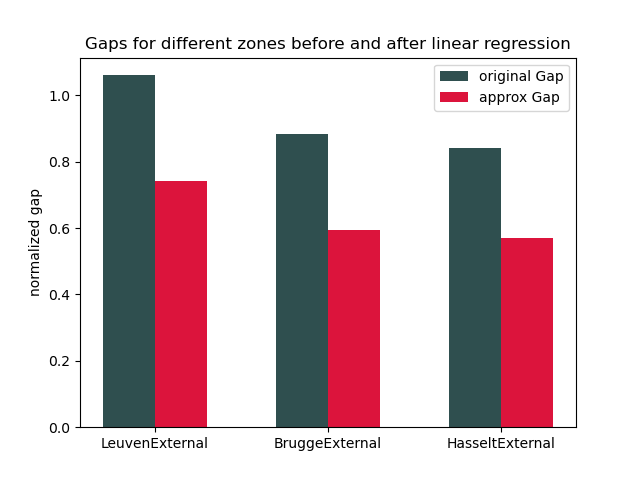 Gaps for different zones before and after linear regression
original Gap
approx Gap
normalized gap
1.0
0.8
0.6
0.4
0.2
0.0
LeuvenExternal
BruggeExternal
HasseltExternal